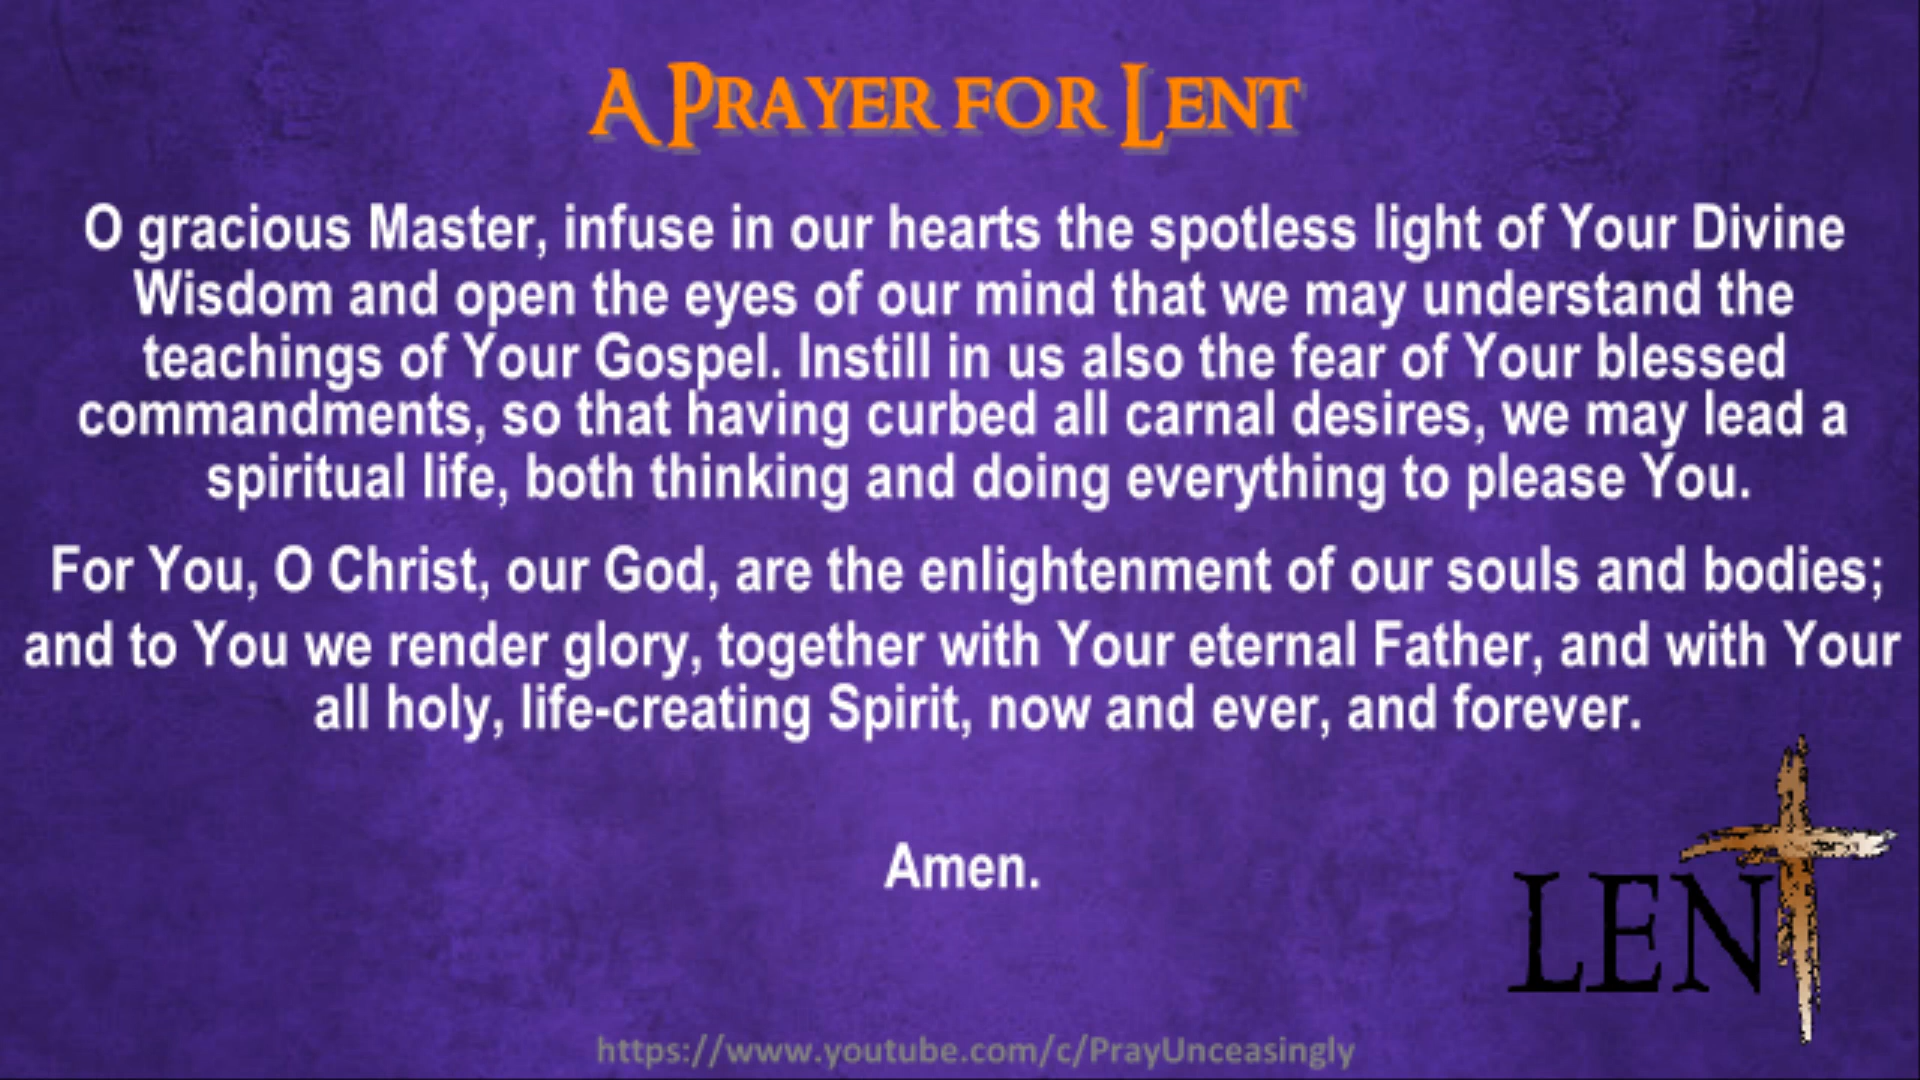 A Prayer for Lent
O gracious Master, infuse in our hearts the spotless light of Your Divine
Wisdom and open the eyes of our mind that we may understand the
teachings of Your Gospel. Instill in us also the fear of Your blessed
commandments, so that having curbed all carnal desires, we may lead a
spiritual life, both thinking and doing everything to please You.
For You, O Christ, our God, are the enlightenment of our souls and bodies;
and to You we render glory, together with Your eternal Father, and with Your
all holy, life-creating Spirit, now and ever, and forever.
Amen.
LENT
https://www.youtube.com/c/PrayUnceasingly